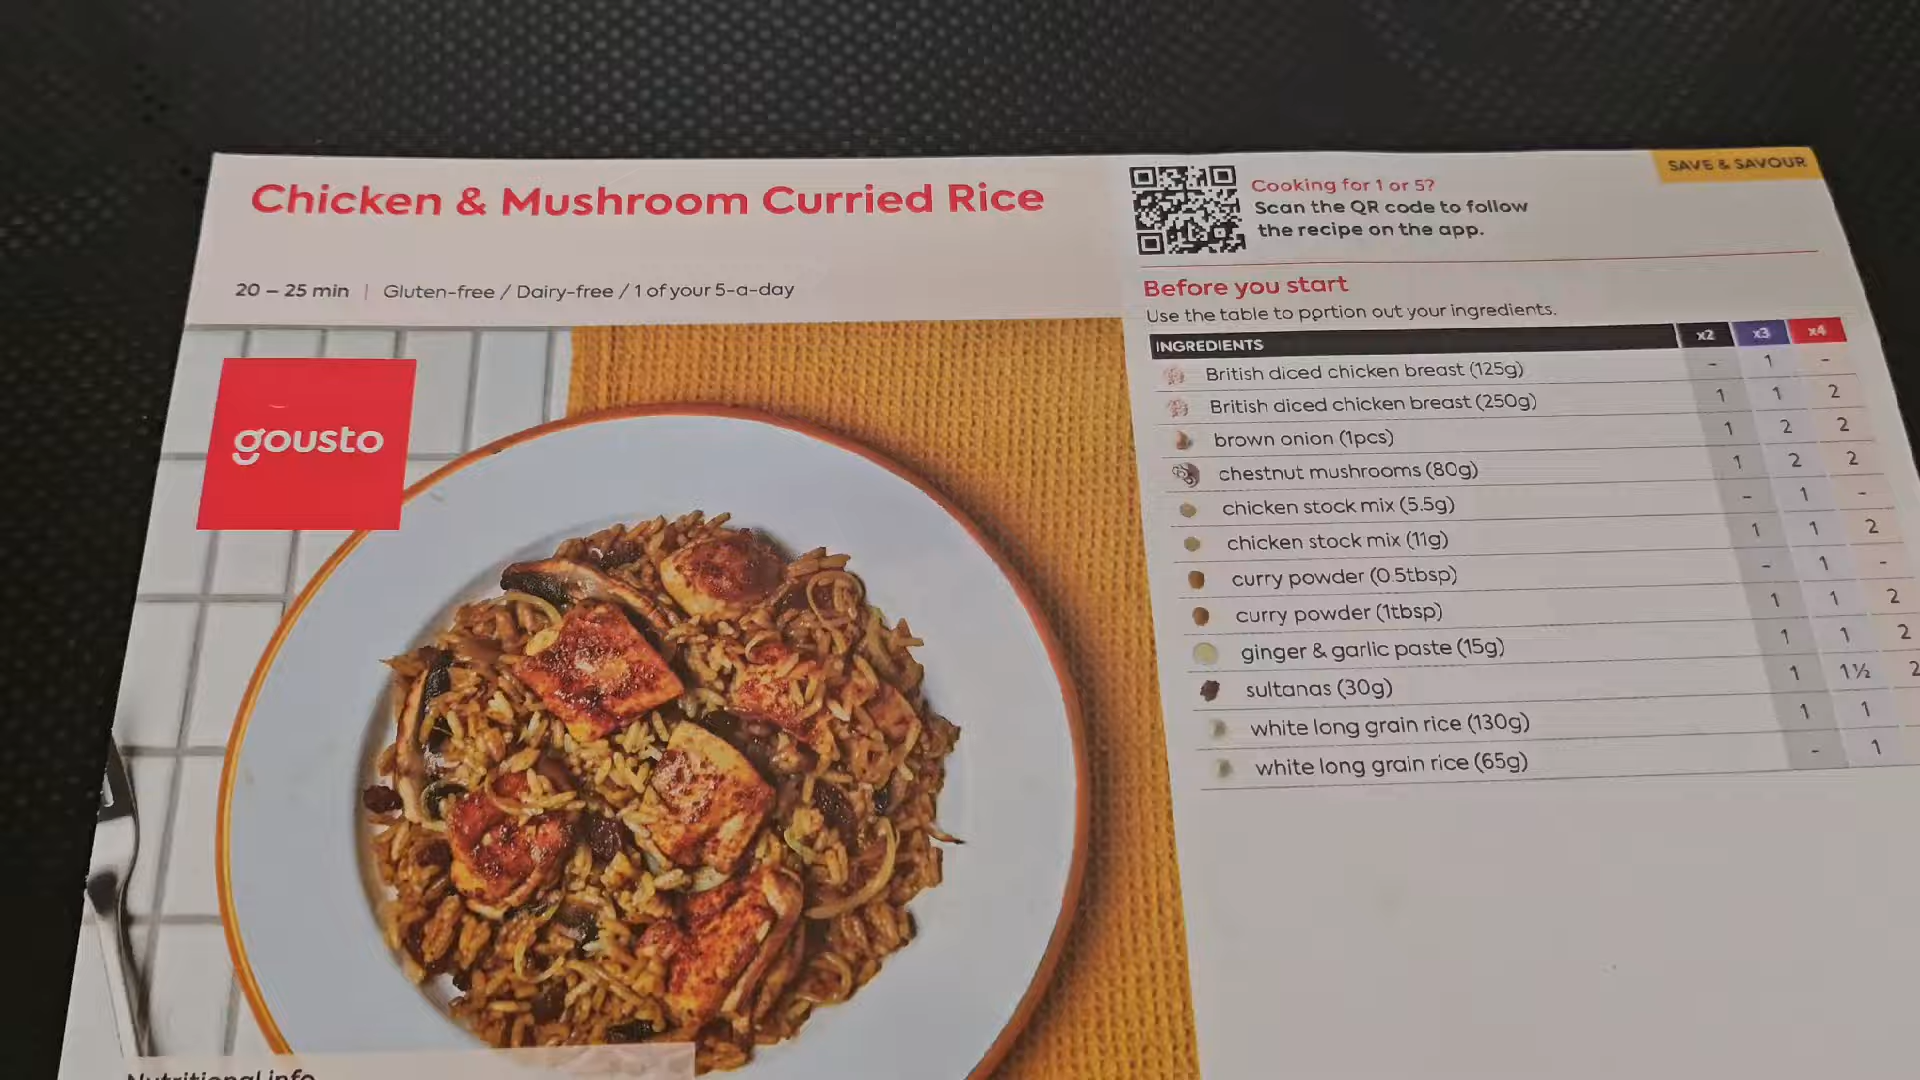 Chicken & Mushroom Curried Rice
20 – 25 min | Gluten-free / Dairy-free / 1 of your 5-a-day
gousto
SAVE & SAVOUR
Cooking for 1 or 5?
Scan the QR code to follow
the recipe on the app.
Before you start
Use the table to portion out your ingredients.
INGREDIENTS x2 x3 x4
British diced chicken breast (125g) - 1 -
British diced chicken breast (250g) 1 1 2
brown onion (1pcs) 1 2 2
chestnut mushrooms (80g) 1 2 2
chicken stock mix (5.5g) - 1 -
chicken stock mix (11g) 1 1 2
curry powder (0.5tbsp) - 1 -
curry powder (1tbsp) 1 1 2
ginger & garlic paste (15g) 1 1 2
sultanas (30g) 1 1½ 2
white long grain rice (130g) 1 1
white long grain rice (65g) - 1
Nutritional info